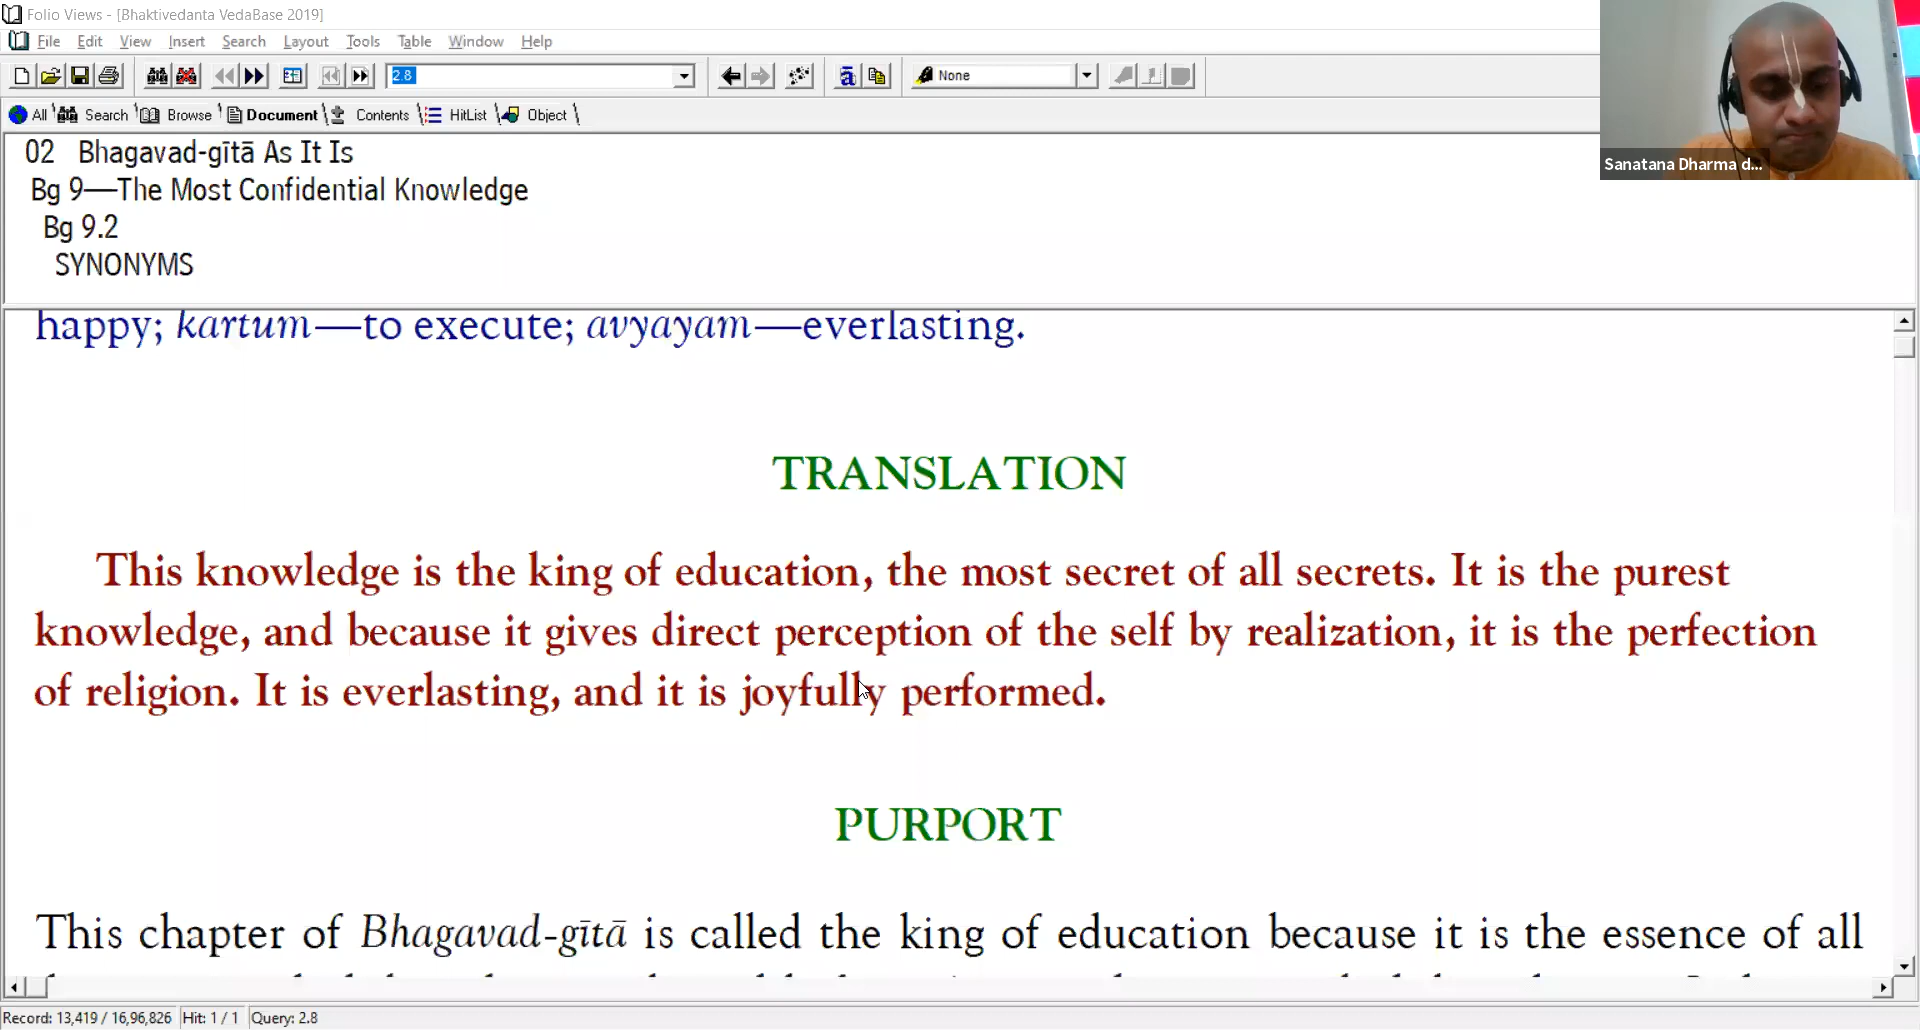 Folio Views - [Bhaktivedanta VedaBase 2019]
File Edit View Insert Search Layout Tools Table Window Help
2.8 None
All Search Browse Document Contents HitList Object
Sanatana Dharma d...
02 Bhagavad-gītā As It Is
Bg 9—The Most Confidential Knowledge
Bg 9.2
SYNONYMS
happy; kartum—to execute; avyayam—everlasting.
TRANSLATION
This knowledge is the king of education, the most secret of all secrets. It is the purest
knowledge, and because it gives direct perception of the self by realization, it is the perfection
of religion. It is everlasting, and it is joyfully performed.
PURPORT
This chapter of Bhagavad-gītā is called the king of education because it is the essence of all
Record: 13,419 / 16,96,826 Hit: 1 / 1 Query: 2.8